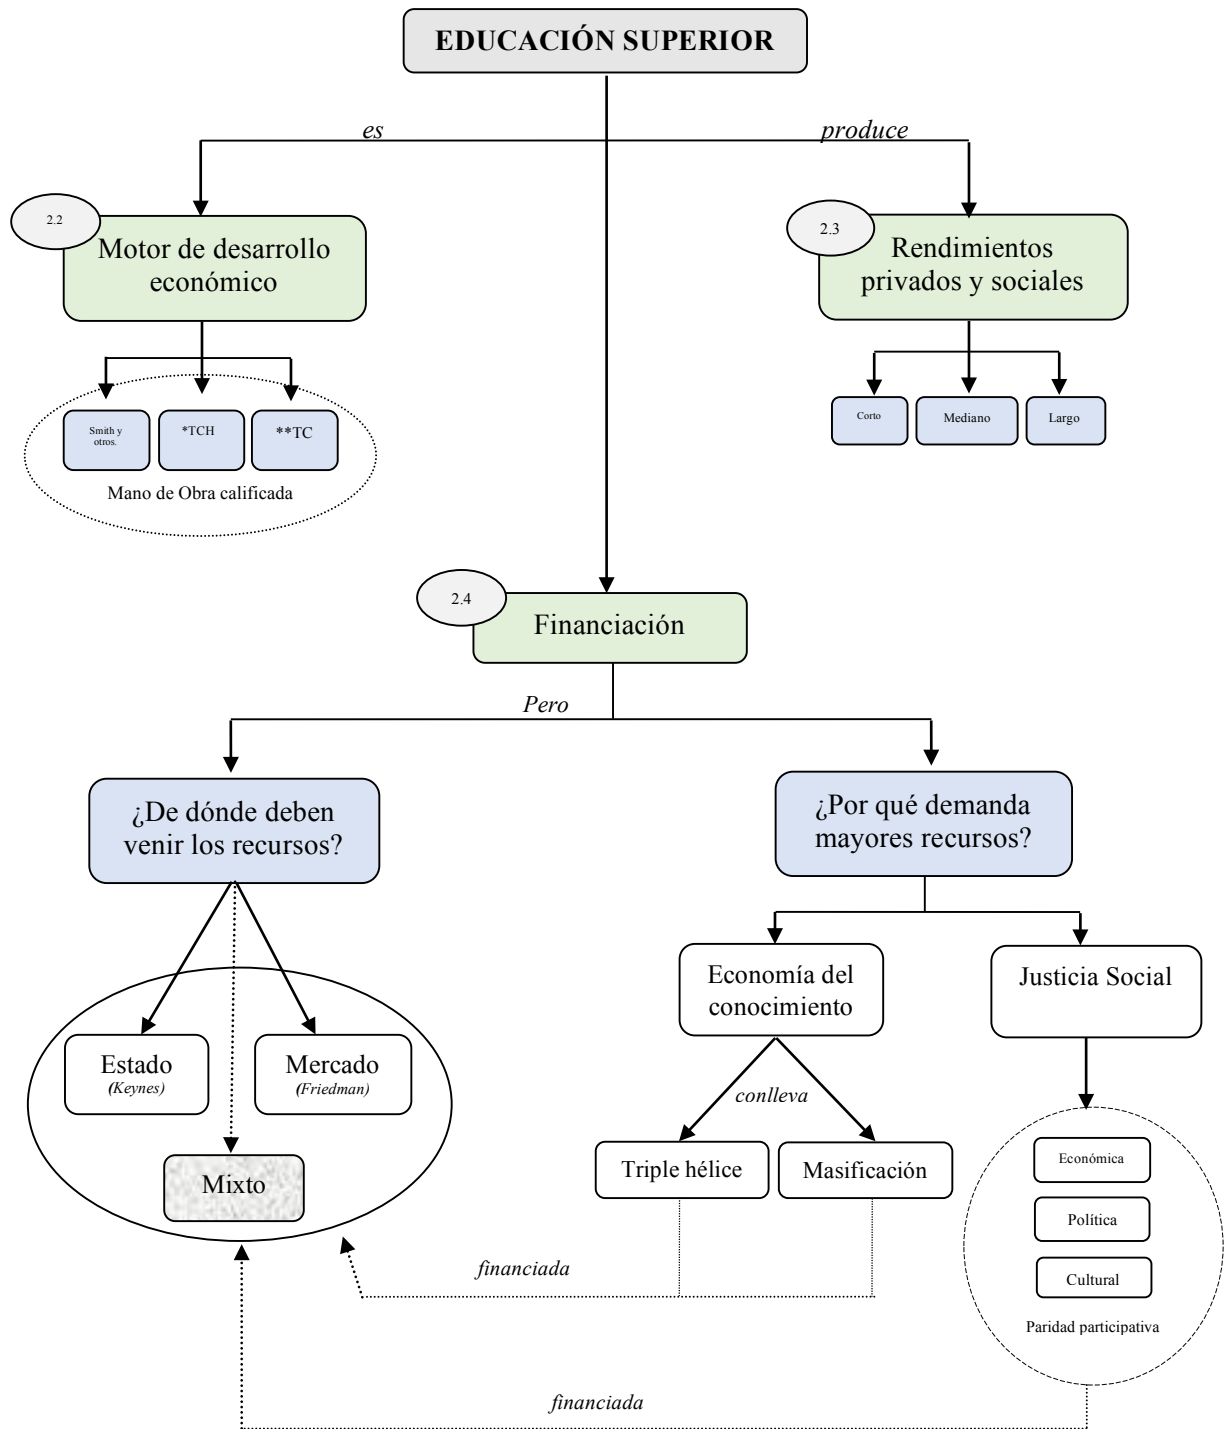 EDUCACIÓN SUPERIOR
es
produce
2.2
Motor de desarrollo
económico
2.3
Rendimientos
privados y sociales
Smith y
otros.
*TCH
**TC
Mano de Obra calificada
Corto
Mediano
Largo
2.4
Financiación
Pero
¿De dónde deben
venir los recursos?
¿Por qué demanda
mayores recursos?
Economía del
conocimiento
Justicia Social
Estado
(Keynes)
Mercado
(Friedman)
Mixto
conlleva
Triple hélice
Masificación
Económica
Política
Cultural
Paridad participativa
financiada
financiada